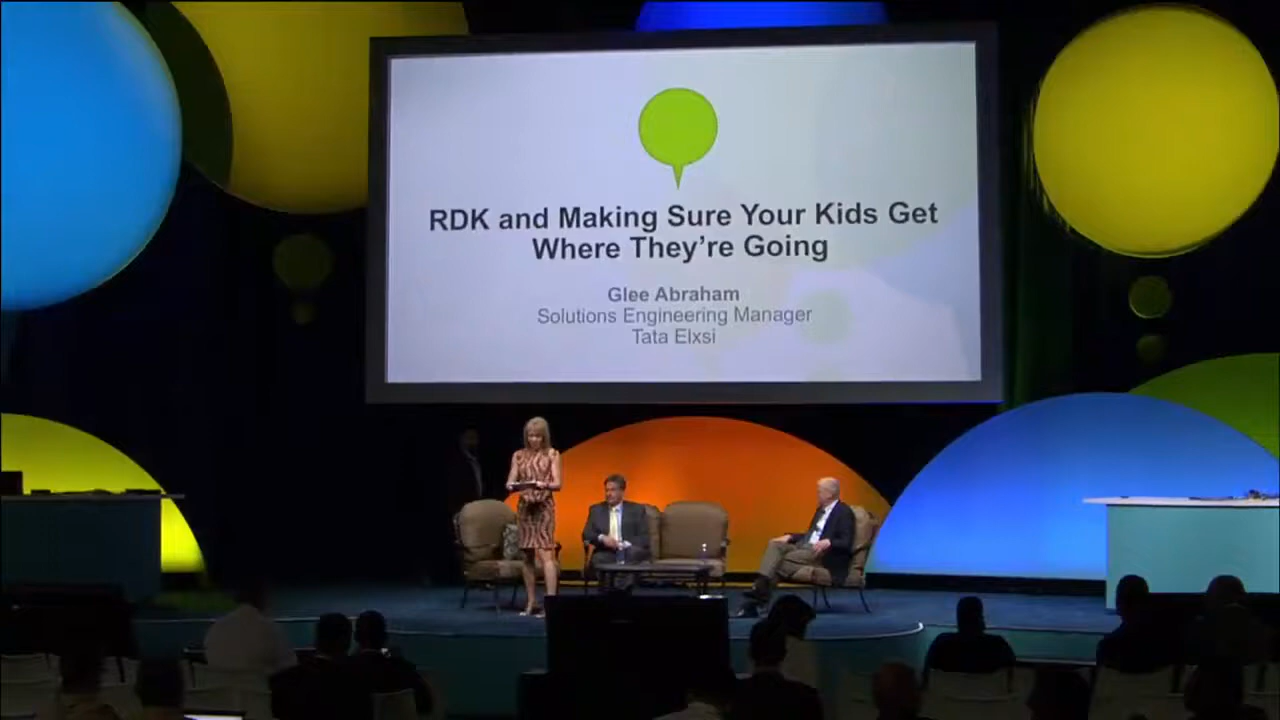 RDK and Making Sure Your Kids Get
Where They're Going
Glee Abraham
Solutions Engineering Manager
Tata Elxsi